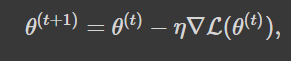 θ^{(t+1)} = θ^{(t)} − η∇ℒ(θ^{(t)}),